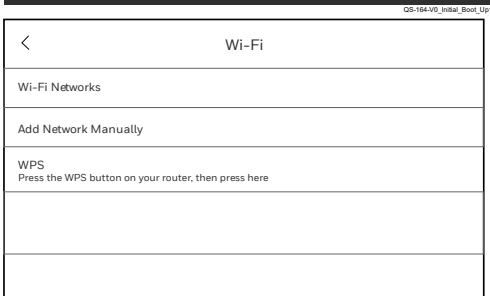 QS-164-V0_Initial_Boot_Up
Wi-Fi
Wi-Fi Networks
Add Network Manually
WPS
Press the WPS button on your router, then press here